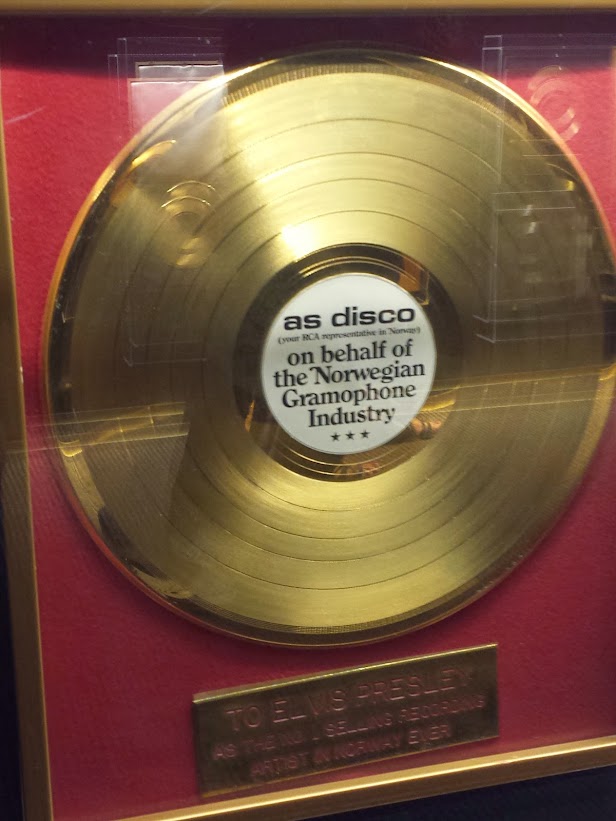 as disco
(your RCA representative in Norway)
on behalf of
the Norwegian
Gramophone
Industry
★★★
TO ELVIS PRESLEY
AS THE NO 1 SELLING RECORDING
ARTIST IN NORWAY EVER